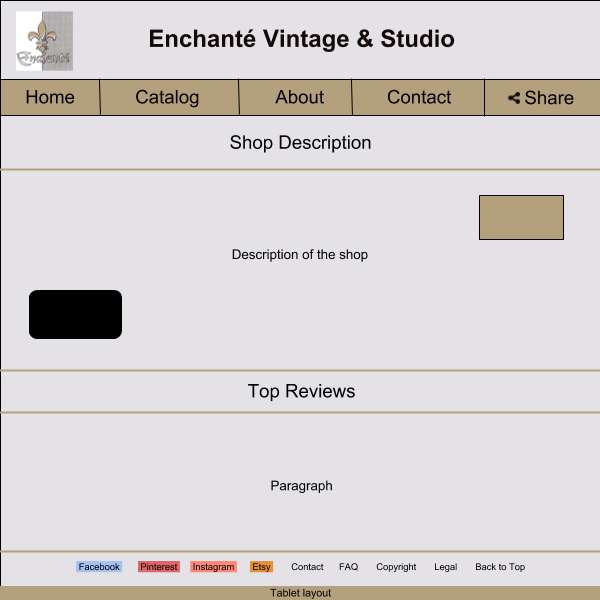 Enchanté
Enchanté Vintage & Studio
Home Catalog About Contact Share
Shop Description
Description of the shop
Top Reviews
Paragraph
Facebook Pinterest Instagram Etsy Contact FAQ Copyright Legal Back to Top
Tablet layout